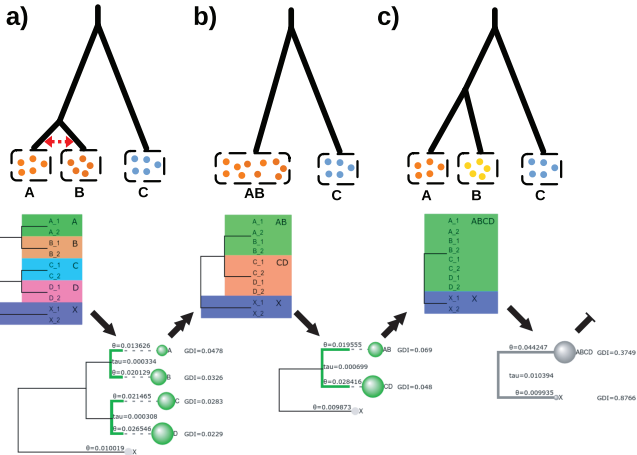 a)
b)
c)
A
B
C
AB
C
A
B
C
A_1
A
A_2
B_1
B
B_2
C_1
C
C_2
D_1
D
D_2
X_1
X
X_2
A_1
AB
A_2
B_1
B_2
C_1
CD
C_2
D_1
D_2
X_1
X
X_2
A_1
ABCD
A_2
B_1
B_2
C_1
C_2
D_1
D_2
X_1
X
X_2
θ=0.013626
A
GDI=0.0478
tau=0.000334
θ=0.020129
B
GDI=0.0326
θ=0.021465
C
GDI=0.0283
tau=0.000308
θ=0.026546
D
GDI=0.0229
θ=0.010019
X
θ=0.019555
AB
GDI=0.069
tau=0.000699
θ=0.028416
CD
GDI=0.048
θ=0.009873
X
θ=0.044247
ABCD
GDI=0.3749
tau=0.010394
θ=0.009935
X
GDI=0.8766